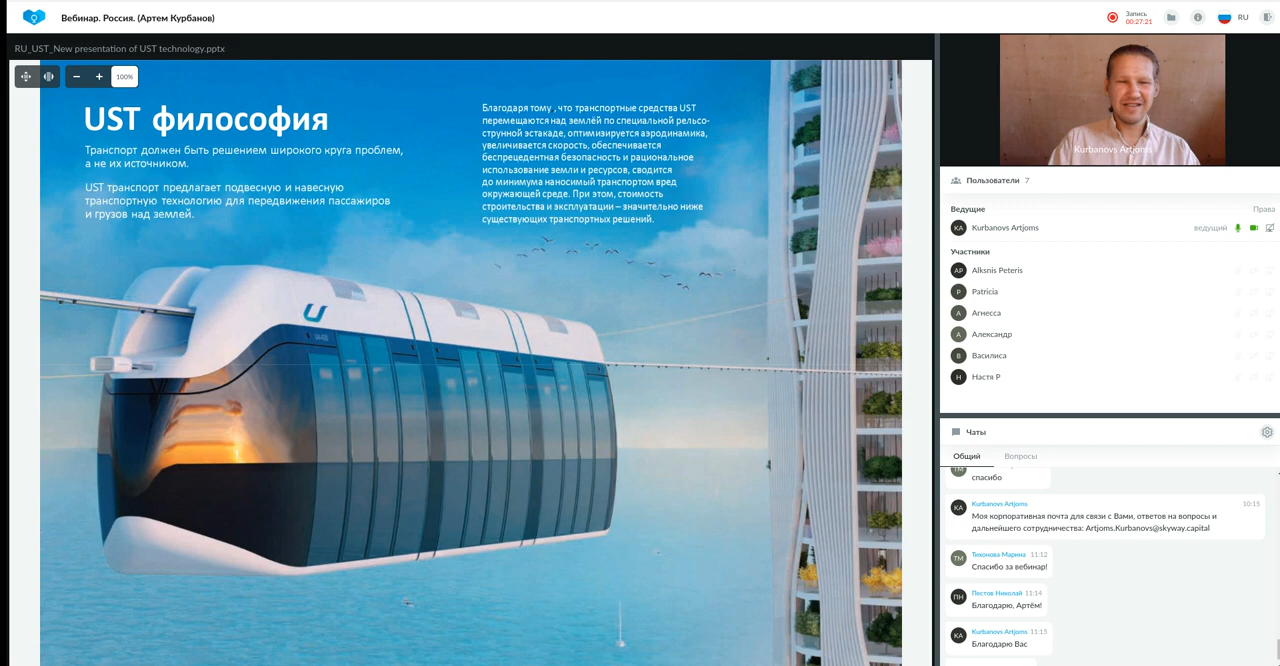 Вебинар. Россия. (Артем Курбанов)
Запись
00:27:21
RU
RU_UST_New presentation of UST technology.pptx
100%
UST философия
Транспорт должен быть решением широкого круга проблем,
а не их источником.
UST транспорт предлагает подвесную и навесную
транспортную технологию для передвижения пассажиров
и грузов над землей.
Благодаря тому , что транспортные средства UST
перемещаются над землёй по специальной рельсо-
струнной эстакаде, оптимизируется аэродинамика,
увеличивается скорость, обеспечивается
беспрецедентная безопасность и рациональное
использование земли и ресурсов, сводится
до минимума наносимый транспортом вред
окружающей среде. При этом, стоимость
строительства и эксплуатации – значительно ниже
существующих транспортных решений.
U
Kurbanovs Artjoms
Пользователи 7
Ведущие Права
KA Kurbanovs Artjoms ведущий
Участники
AP Alksnis Peteris
P Patricia
А Агнесса
А Александр
В Василиса
Н Настя Р
Чаты
Общий Вопросы
ТМ
спасибо
KA Kurbanovs Artjoms 10:15
Моя корпоративная почта для связи с Вами, ответов на вопросы и
дальнейшего сотрудничества: Artjoms.Kurbanovs@skyway.capital
ТМ Тихонова Марина 11:12
Спасибо за вебинар!
ПН Пестов Николай 11:14
Благодарю, Артём!
KA Kurbanovs Artjoms 11:15
Благодарю Вас